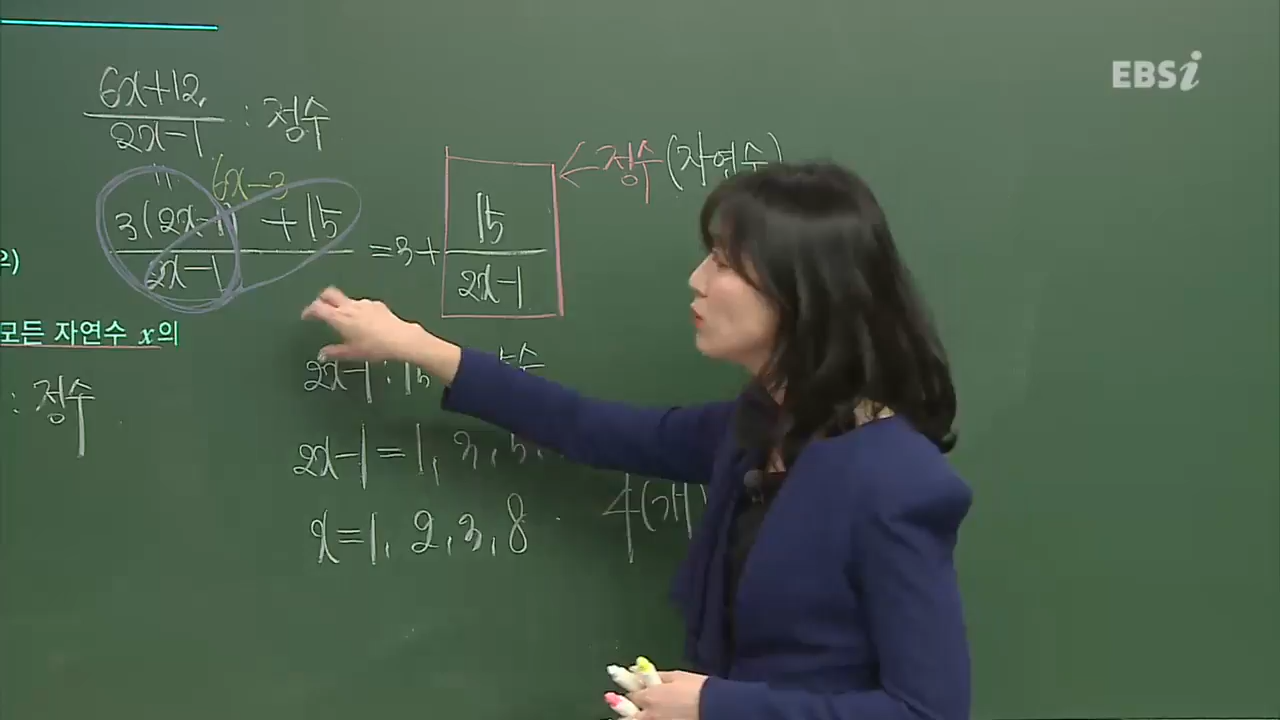 EBSi
6x+12
2x-1 : 정수
=
6x-3
3(2x-1) +15
2x-1
=3+
15
2x-1
정수(자연수)
모든 자연수 x의
: 정수
2x-1 : 15
2x-1=1, 3, 5,
x=1, 2, 3, 8
4(개)